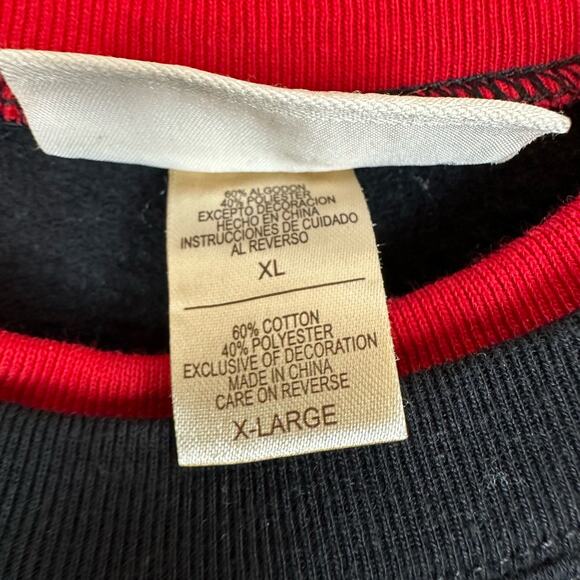 60% ALGODON
40% POLIESTER
EXCEPTO DECORACION
HECHO EN CHINA
INSTRUCCIONES DE CUIDADO
AL REVERSO
XL
60% COTTON
40% POLYESTER
EXCLUSIVE OF DECORATION
MADE IN CHINA
CARE ON REVERSE
X-LARGE